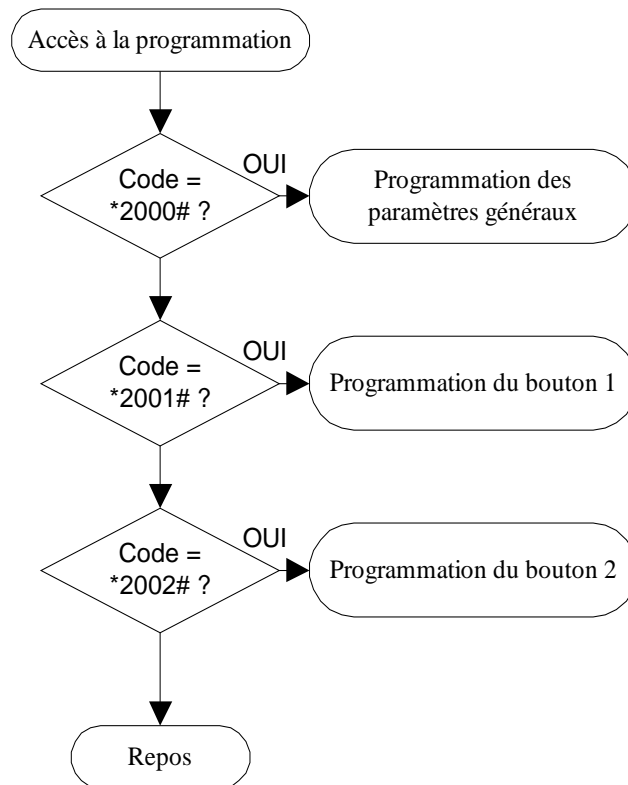 Accès à la programmation
OUI
Code =
*2000# ?
Programmation des
paramètres généraux
OUI
Code =
*2001# ?
Programmation du bouton 1
OUI
Code =
*2002# ?
Programmation du bouton 2
Repos